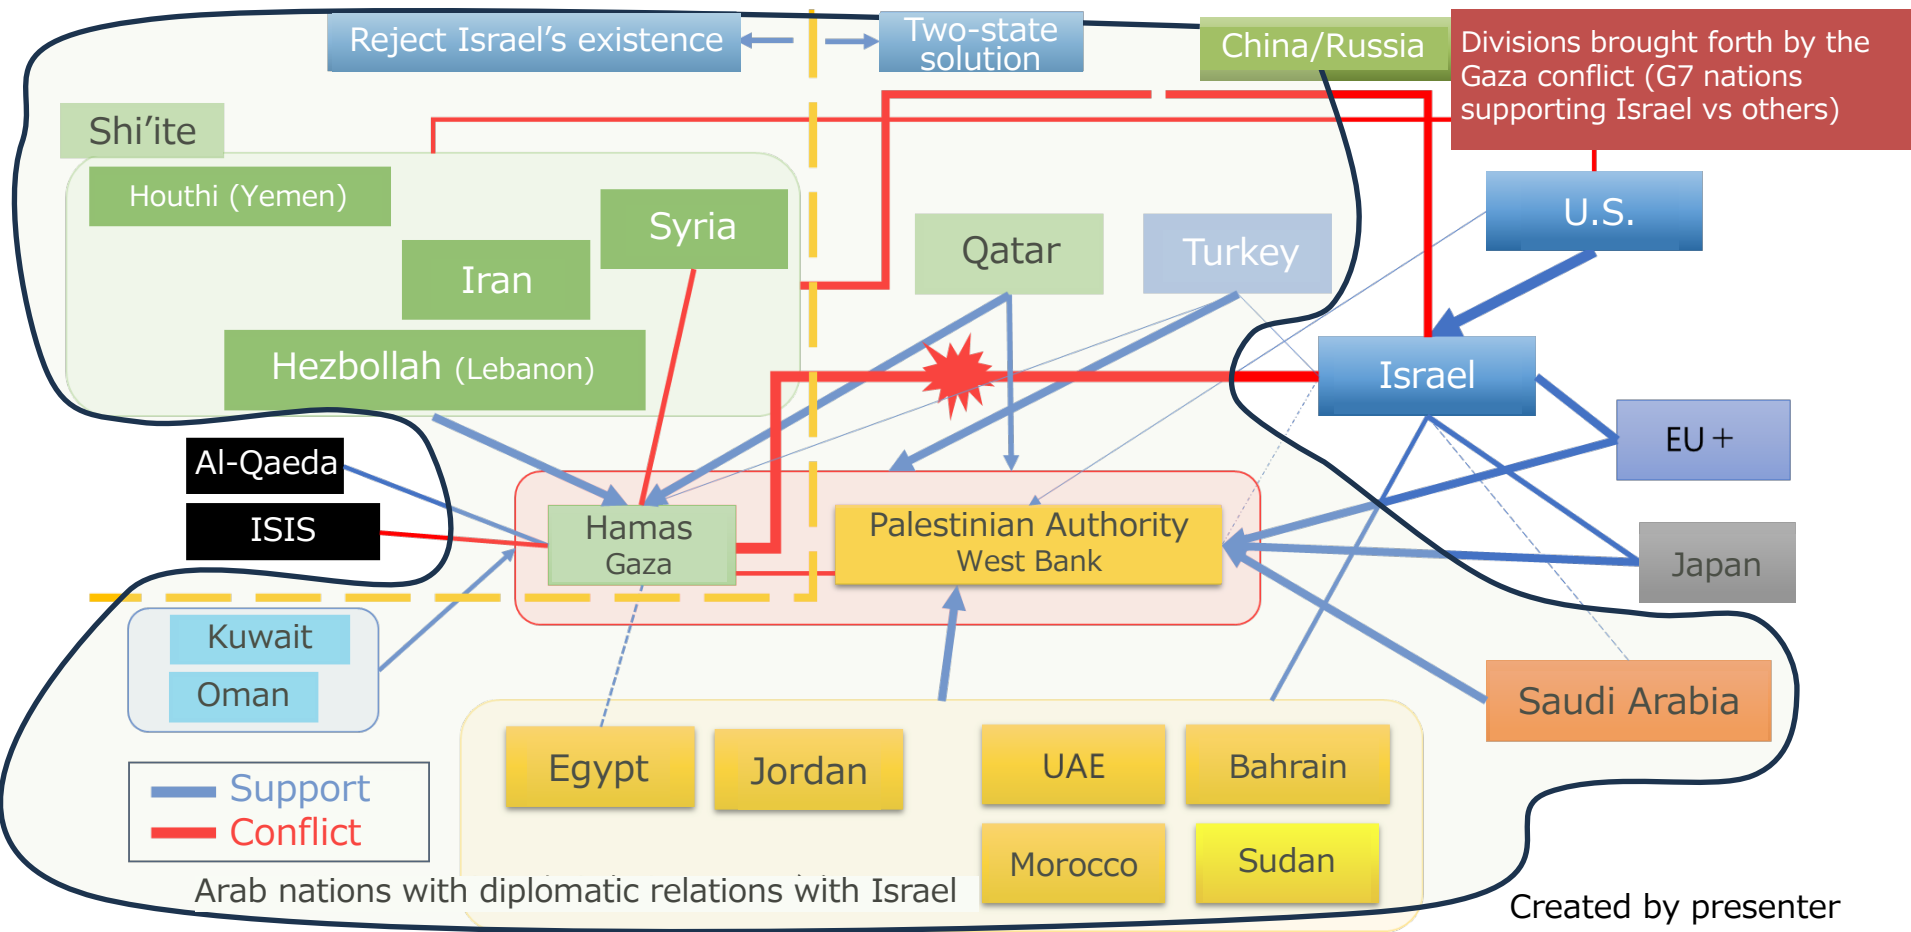 Reject Israel’s existence
Two-state
solution
China/Russia
Divisions brought forth by the
Gaza conflict (G7 nations
supporting Israel vs others)
Shi’ite
Houthi (Yemen)
Syria
Iran
Hezbollah (Lebanon)
Qatar
Turkey
U.S.
Israel
EU＋
Al-Qaeda
ISIS
Hamas
Gaza
Palestinian Authority
West Bank
Japan
Kuwait
Oman
Saudi Arabia
Egypt
Jordan
UAE
Bahrain
Morocco
Sudan
Support
Conflict
Arab nations with diplomatic relations with Israel
Created by presenter